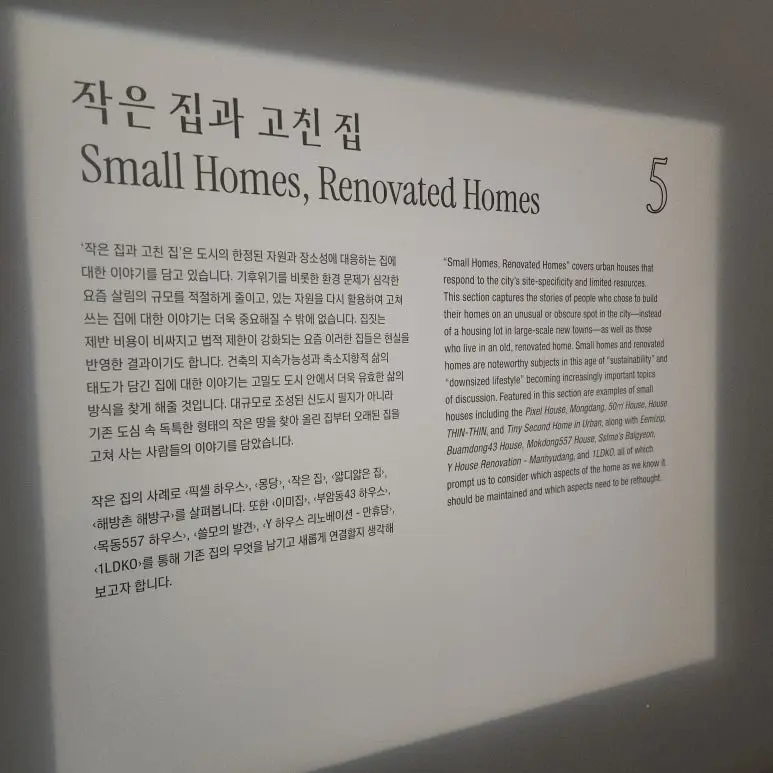 작은 집과 고친 집
Small Homes, Renovated Homes
5
‘작은 집과 고친 집’은 도시의 한정된 자원과 장소성에 대응하는 집에
대한 이야기를 담고 있습니다. 기후위기를 비롯한 환경 문제가 심각한
요즘 살림의 규모를 적절하게 줄이고, 있는 자원을 다시 활용하여 고쳐
쓰는 집에 대한 이야기는 더욱 중요해질 수 밖에 없습니다. 집짓는
제반 비용이 비싸지고 법적 제한이 강화되는 요즘 이러한 집들은 현실을
반영한 결과이기도 합니다. 건축의 지속가능성과 축소지향적 삶의
태도가 담긴 집에 대한 이야기는 고밀도 도시 안에서 더욱 유효한 삶의
방식을 찾게 해줄 것입니다. 대규모로 조성된 신도시 필지가 아니라
기존 도심 속 독특한 형태의 작은 땅을 찾아 올린 집부터 오래된 집을
고쳐 사는 사람들의 이야기를 담았습니다.
작은 집의 사례로 ‹픽셀 하우스›, ‹몽당›, ‹작은 집›, ‹얇디얇은 집›,
‹해방촌 해방구›를 살펴봅니다. 또한 ‹이미집›, ‹부암동43 하우스›,
‹목동557 하우스›, ‹쓸모의 발견›, ‹Y 하우스 리노베이션 - 만휴당›,
‹1LDKO›를 통해 기존 집의 무엇을 남기고 새롭게 연결할지 생각해
보고자 합니다.
“Small Homes, Renovated Homes” covers urban houses that
respond to the city’s site-specificity and limited resources.
This section captures the stories of people who chose to build
their homes on an unusual or obscure spot in the city—instead
of a housing lot in large-scale new towns—as well as those
who live in an old, renovated home. Small homes and renovated
homes are noteworthy subjects in this age of “sustainability” and
“downsized lifestyle” becoming increasingly important topics
of discussion. Featured in this section are examples of small
houses including the Pixel House, Mongdang, 50㎡ House, House
THIN-THIN, and Tiny Second Home in Urban, along with Eemizip,
Buamdong43 House, Mokdong557 House, Sslmo’s Balgyeon,
Y House Renovation - Manhyudang, and 1LDKO, all of which
prompt us to consider which aspects of the home as we know it
should be maintained and which aspects need to be rethought.